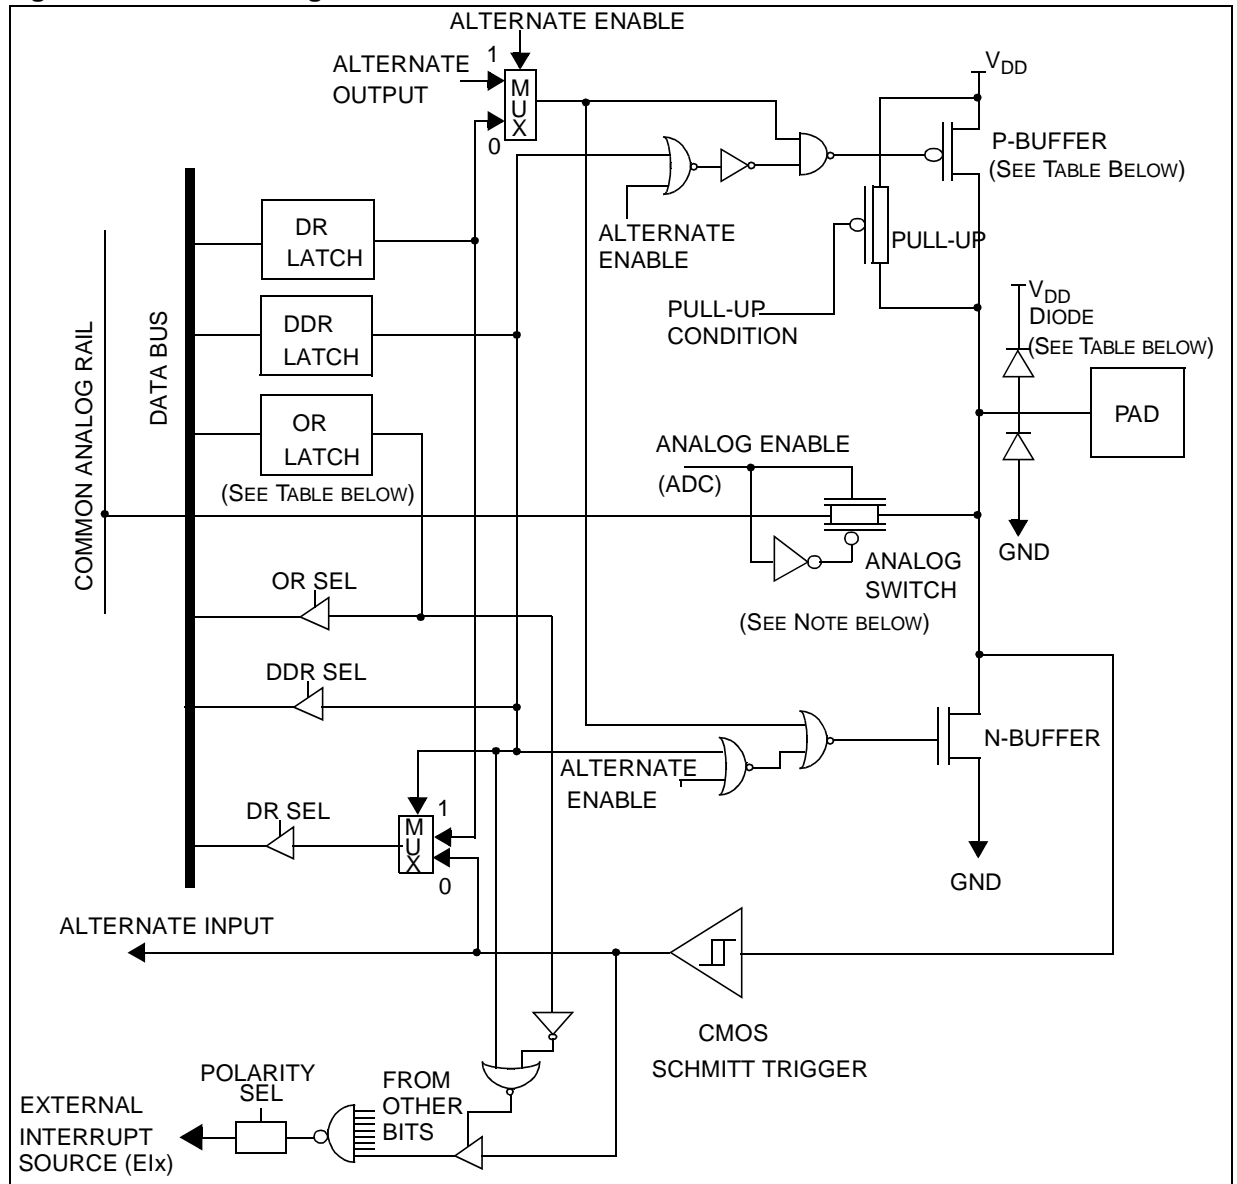 ALTERNATE ENABLE
1
ALTERNATE
OUTPUT
MUX
0
VDD
P-BUFFER
(SEE TABLE BELOW)
ALTERNATE
ENABLE
PULL-UP
PULL-UP
CONDITION
DR
LATCH
DDR
LATCH
OR
LATCH
(SEE TABLE BELOW)
COMMON ANALOG RAIL
DATA BUS
VDD
DIODE
(SEE TABLE BELOW)
PAD
GND
ANALOG ENABLE
(ADC)
ANALOG
SWITCH
(SEE NOTE BELOW)
OR SEL
DDR SEL
DR SEL
MUX
1
0
ALTERNATE
ENABLE
N-BUFFER
GND
ALTERNATE INPUT
CMOS
SCHMITT TRIGGER
POLARITY
SEL
FROM
OTHER
BITS
EXTERNAL
INTERRUPT
SOURCE (EIx)